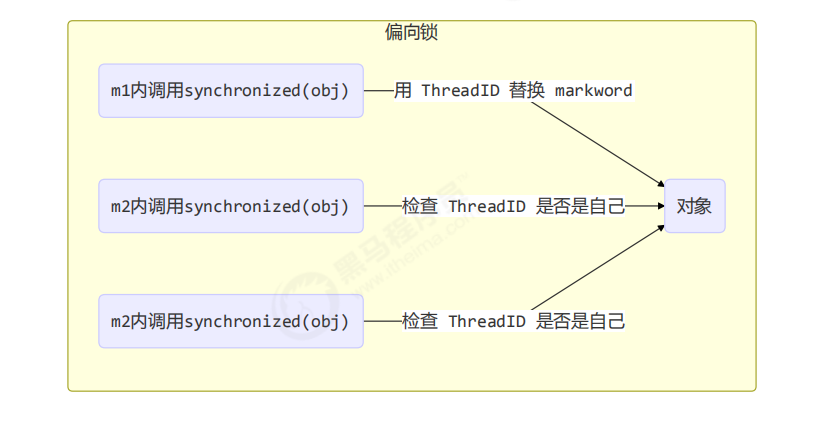 偏向锁
m1内调用synchronized(obj)
用 ThreadID 替换 markword
m2内调用synchronized(obj)
检查 ThreadID 是否是自己
对象
m2内调用synchronized(obj)
检查 ThreadID 是否是自己
黑马程序员™
www.itheima.com